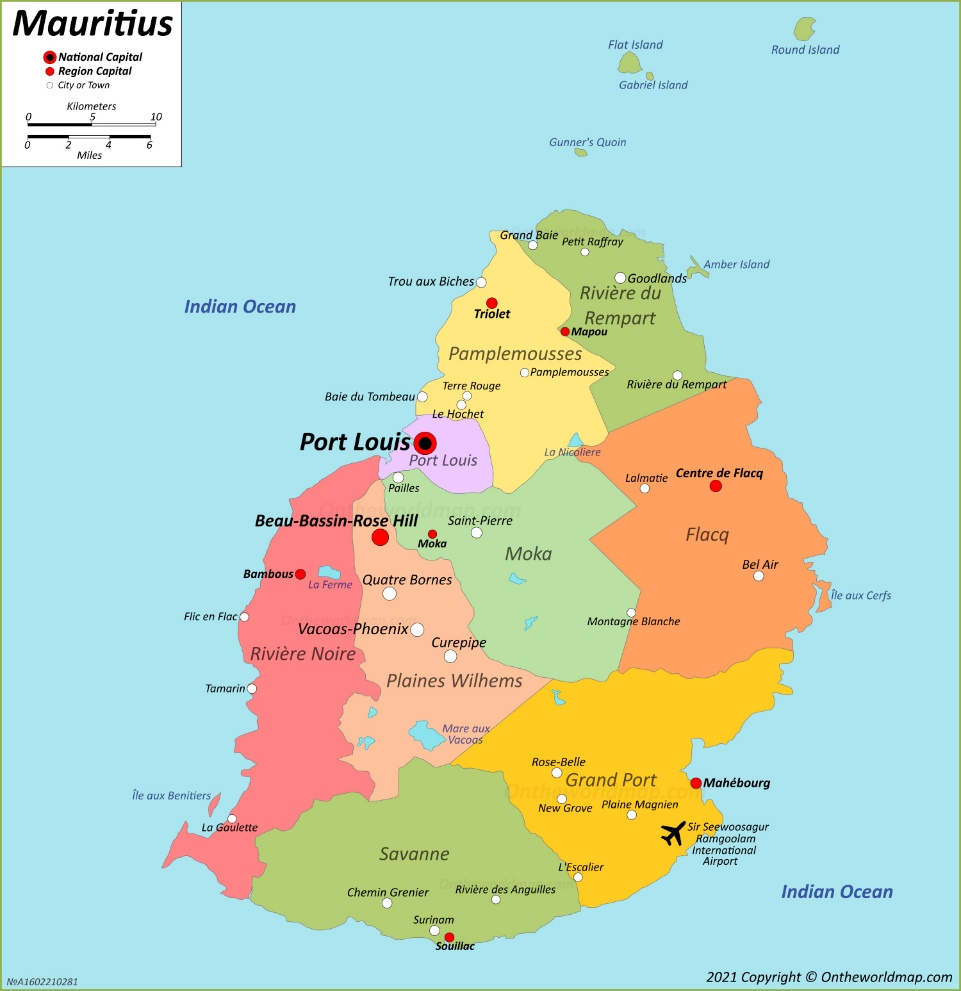 Mauritius
National Capital
Region Capital
City or Town
Kilometers
0 5 10
0 2 4 6
Miles
Round Island
Flat Island
Gabriel Island
Gunner's Quoin
Grand Baie
Petit Raffray
Amber Island
Trou aux Biches
Goodlands
Rivière du
Rempart
Indian Ocean
Triolet
Mapou
Pamplemousses
Pamplemousses
Rivière du Rempart
Terre Rouge
Baie du Tombeau
Le Hochet
Port Louis
Port Louis
La Nicoliere
Pailles
Lalmatie
Centre de Flacq
Ontheworldmap.com
Beau-Bassin-Rose Hill
Saint-Pierre
Moka
Moka
Flacq
Bambous
La Ferme
Quatre Bornes
Bel Air
Île aux Cerfs
Flic en Flac
Montagne Blanche
Vacoas-Phoenix
Curepipe
Rivière Noire
Plaines Wilhems
Tamarin
Mare aux
Vacoas
Rose-Belle
Grand Port
Mahébourg
Ontheworldmap.com
Île aux Benitiers
New Grove
Plaine Magnien
La Gaulette
Sir Seewoosagur
Ramgoolam
International
Airport
Savanne
L'Escalier
Chemin Grenier
Rivière des Anguilles
Indian Ocean
Surinam
Souillac
№A1602210281
2021 Copyright © Ontheworldmap.com